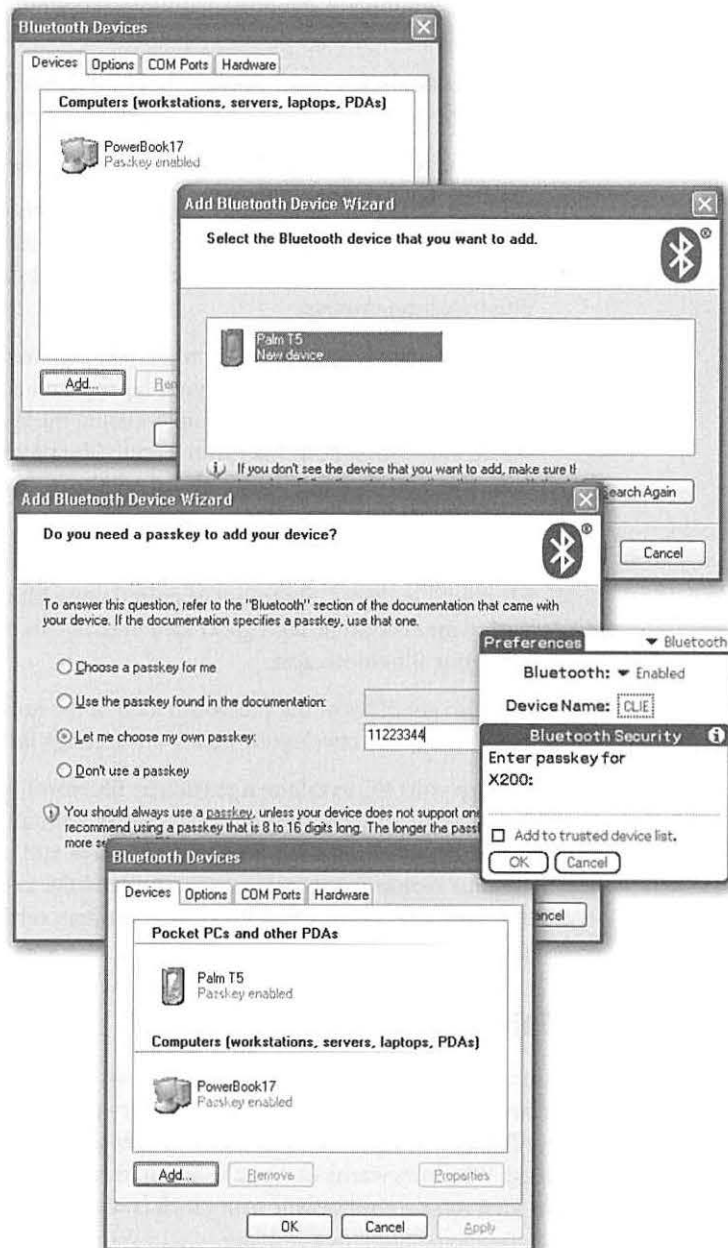 Bluetooth Devices
Devices Options COM Ports Hardware
Computers (workstations, servers, laptops, PDAs)
PowerBook17
Passkey enabled
Add...
Add Bluetooth Device Wizard
Select the Bluetooth device that you want to add.
Palm T5
New device
If you don't see the device that you want to add, make sure
Search Again
Cancel
Add Bluetooth Device Wizard
Do you need a passkey to add your device?
To answer this question, refer to the "Bluetooth" section of the documentation that came with
your device. If the documentation specifies a passkey, use that one.
Choose a passkey for me
Use the passkey found in the documentation:
Let me choose my own passkey: 11223344
Don't use a passkey
You should always use a passkey, unless your device does not support
recommend using a passkey that is 8 to 16 digits long. The longer the
more
Preferences Bluetooth
Bluetooth: Enabled
Device Name: CLIE
Bluetooth Security
Enter passkey for
X200:
Add to trusted device list.
OK Cancel
Bluetooth Devices
Devices Options COM Ports Hardware
Pocket PCs and other PDAs
Palm T5
Passkey enabled
Computers (workstations, servers, laptops, PDAs)
PowerBook17
Passkey enabled
Add... Remove Properties
OK Cancel Apply